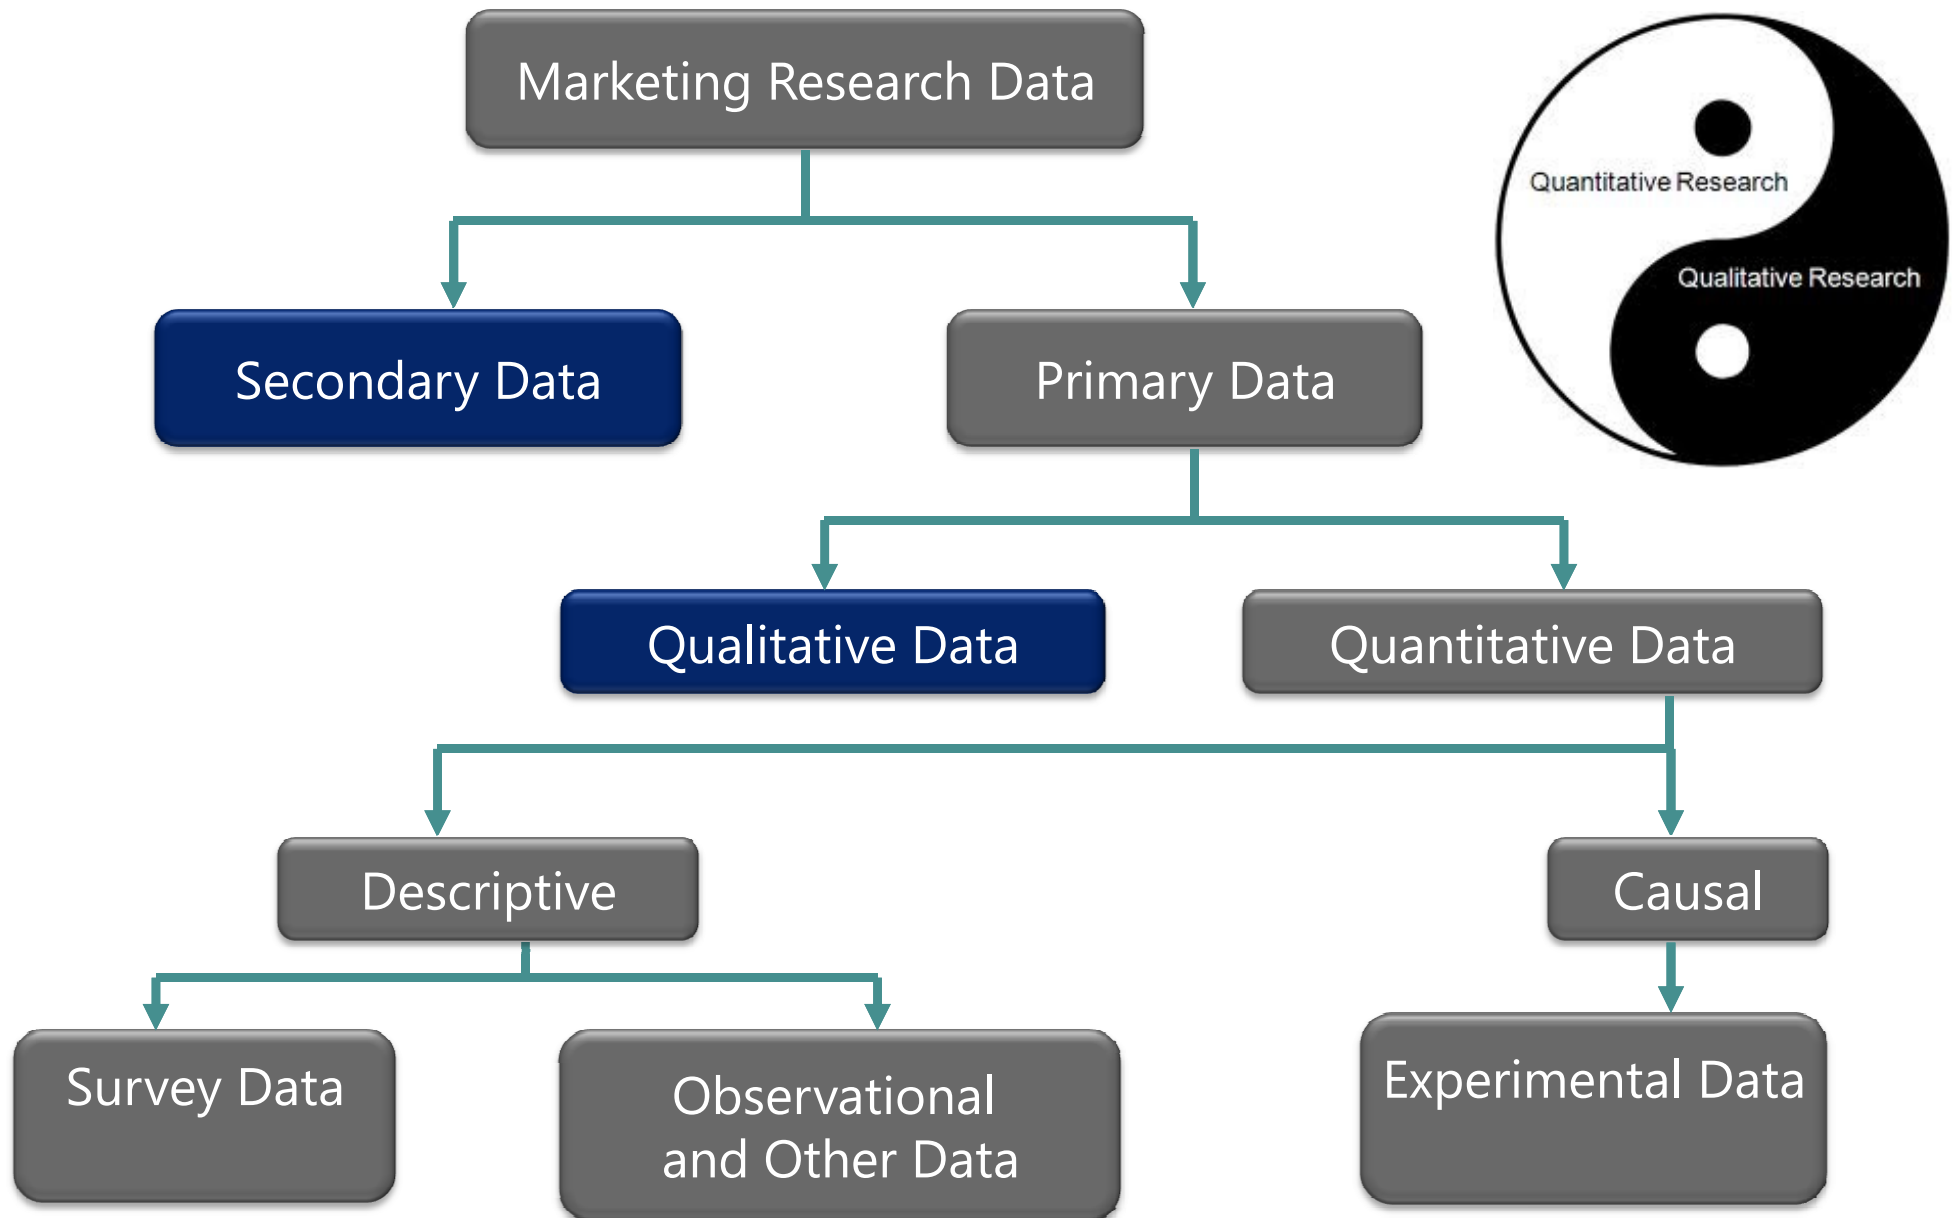 Marketing Research Data
Quantitative Research
Qualitative Research
Secondary Data
Primary Data
Qualitative Data
Quantitative Data
Descriptive
Causal
Survey Data
Observational
and Other Data
Experimental Data